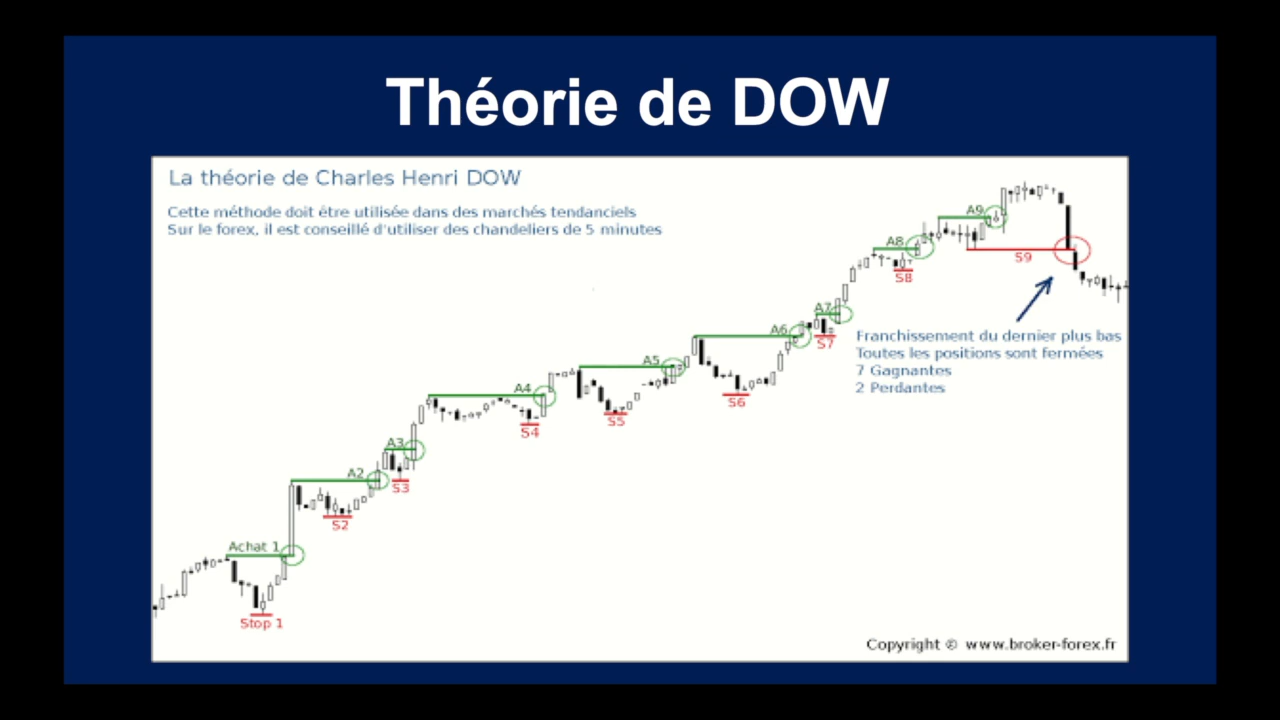 Théorie de DOW
La théorie de Charles Henri DOW
Cette méthode doit être utilisée dans des marchés tendanciels
Sur le forex, il est conseillé d'utiliser des chandeliers de 5 minutes
A9
A8
S9
S8
A7
A6
S7
Franchissement du dernier plus bas
Toutes les positions sont fermées
7 Gagnantes
2 Perdantes
A5
A4
S6
S5
S4
A3
A2
S3
S2
Achat 1
Stop 1
Copyright © www.broker-forex.fr